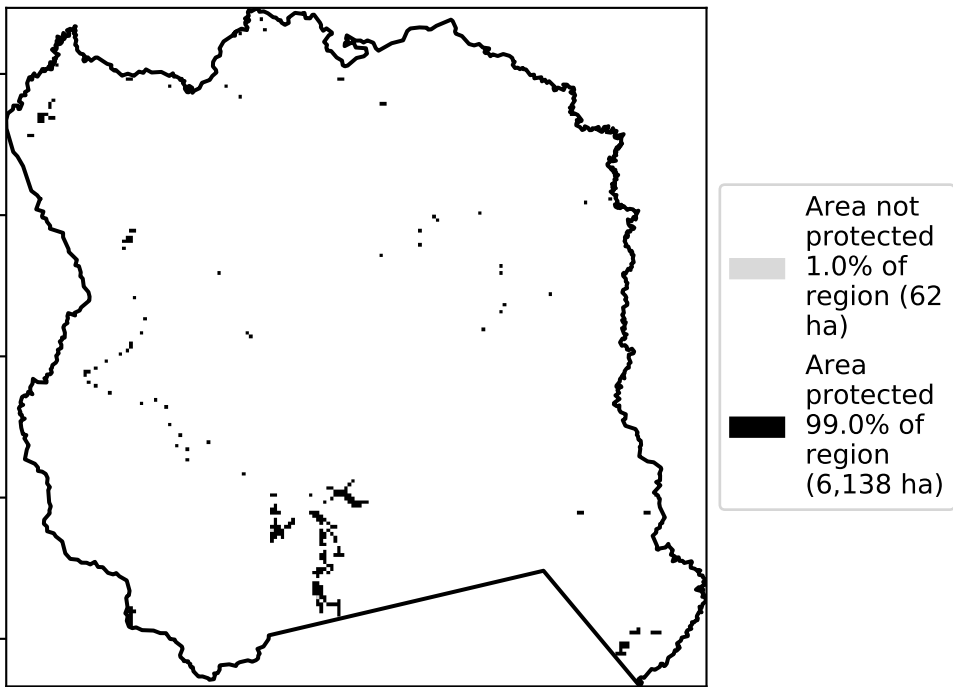 Area not
protected
1.0% of
region (62
ha)
Area
protected
99.0% of
region
(6,138 ha)